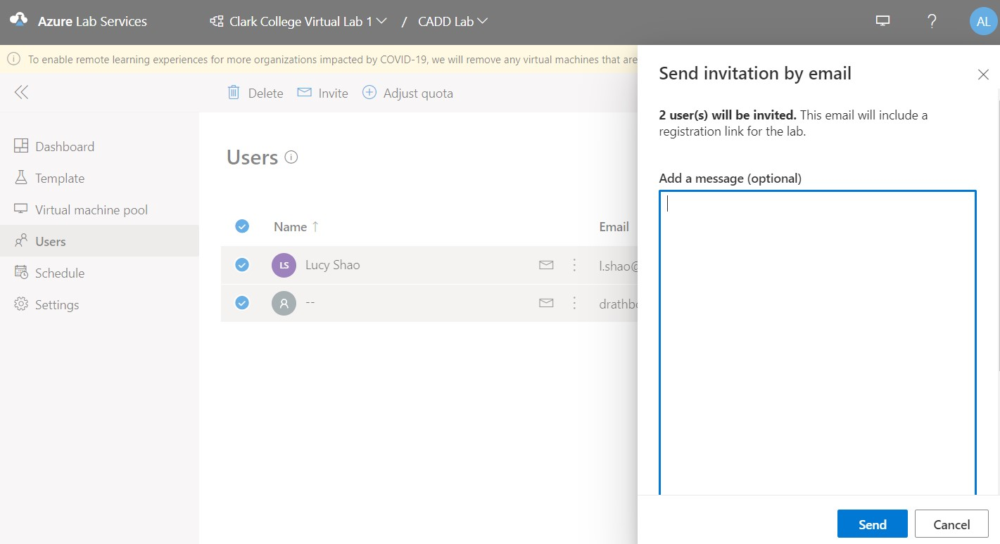 Azure Lab Services
Clark College Virtual Lab 1 / CADD Lab
AL
To enable remote learning experiences for more organizations impacted by COVID-19, we will remove any virtual machines that are
Delete Invite Adjust quota
Dashboard
Template
Virtual machine pool
Users
Schedule
Settings
Users
Name ↑ Email
LS Lucy Shao l.shao@
-- drathb
Send invitation by email
2 user(s) will be invited. This email will include a
registration link for the lab.
Add a message (optional)
Send Cancel